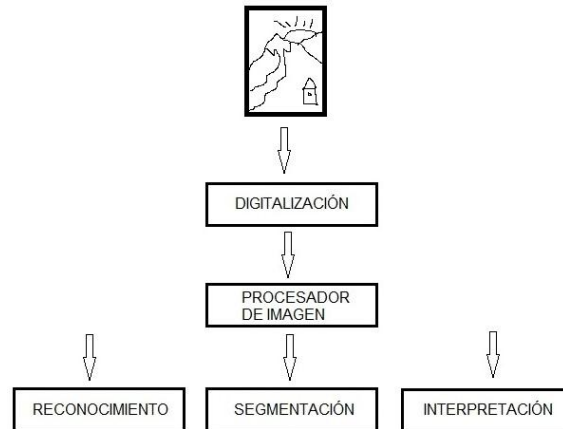 DIGITALIZACIÓN
PROCESADOR
DE IMAGEN
RECONOCIMIENTO
SEGMENTACIÓN
INTERPRETACIÓN